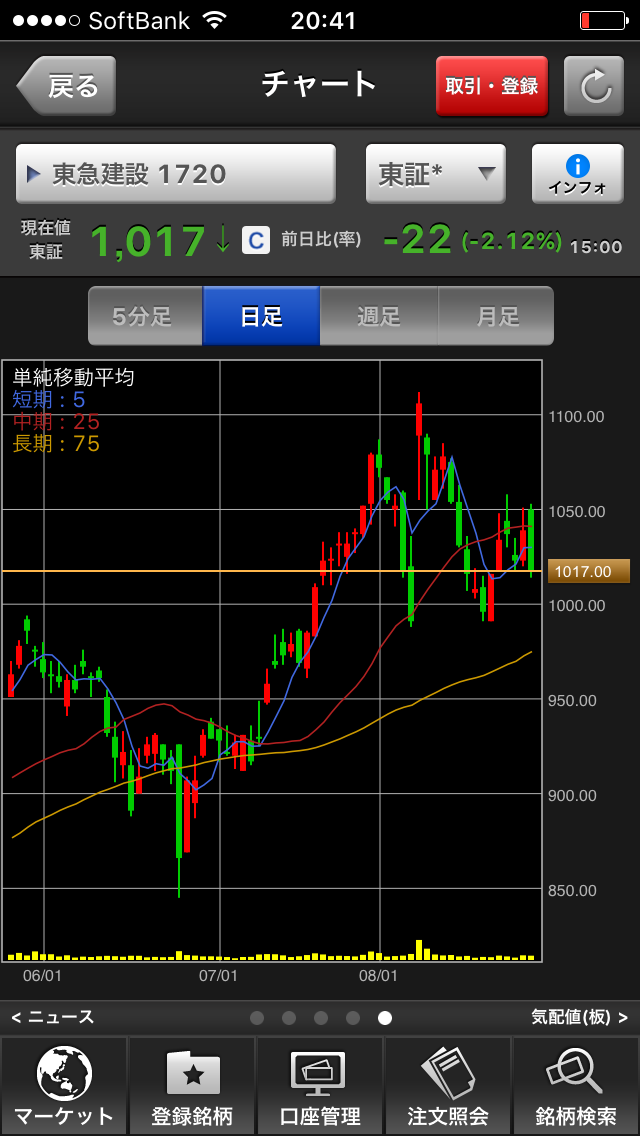 SoftBank 20:41
戻る チャート 取引・登録
東急建設 1720 東証* i インフォ
現在値 東証 1,017↓ C 前日比(率) -22 (-2.12%) 15:00
5分足 日足 週足 月足
単純移動平均
短期：5
中期：25
長期：75
1100.00
1050.00
1017.00
1000.00
950.00
900.00
850.00
06/01 07/01 08/01
< ニュース 気配値(板) >
マーケット 登録銘柄 口座管理 注文照会 銘柄検索